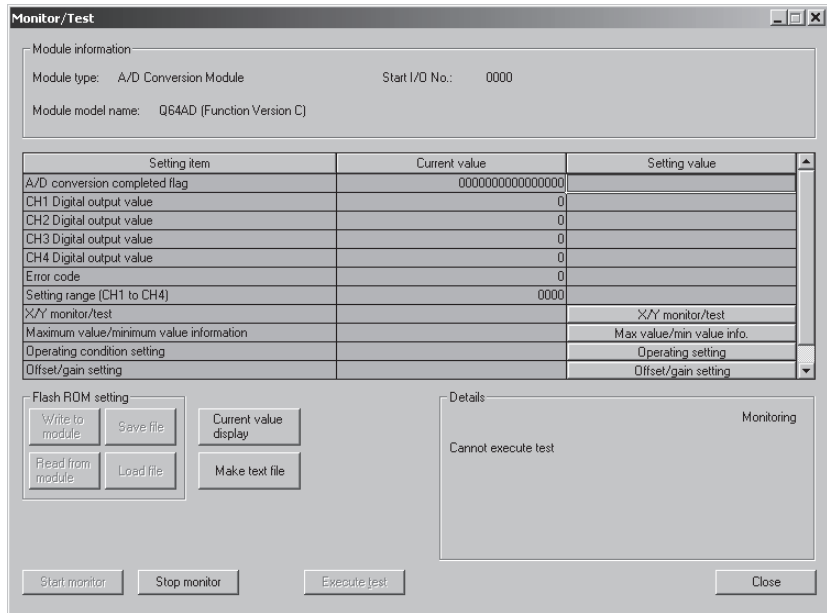 Monitor/Test
Module information
Module type: A/D Conversion Module Start I/O No.: 0000
Module model name: Q64AD (Function Version C)
Setting item Current value Setting value
A/D conversion completed flag 0000000000000000
CH1 Digital output value 0
CH2 Digital output value 0
CH3 Digital output value 0
CH4 Digital output value 0
Error code 0
Setting range (CH1 to CH4) 0000
X/Y monitor/test X/Y monitor/test
Maximum value/minimum value information Max value/min value info.
Operating condition setting Operating setting
Offset/gain setting Offset/gain setting
Flash ROM setting
Write to module
Save file
Current value display
Read from module
Load file
Make text file
Details
Monitoring
Cannot execute test
Start monitor Stop monitor Execute test Close